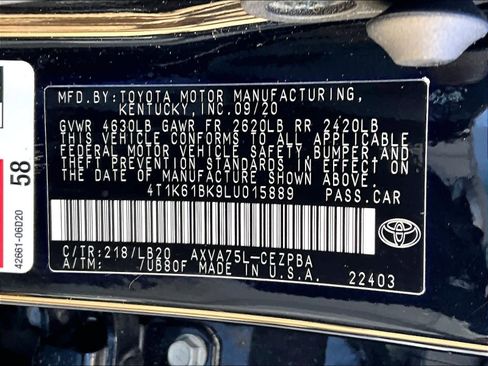 MFD.BY:TOYOTA MOTOR MANUFACTURING,
KENTUCKY, INC. 09/20
GVWR 4630LB GAWR FR 2620LB RR 2420LB
THIS VEHICLE CONFORMS TO ALL APPLICABLE
FEDERAL MOTOR VEHICLE SAFETY, BUMPER, AND
THEFT PREVENTION STANDARDS IN EFFECT ON
THE DATE OF MANUFACTURE SHOWN ABOVE.
4T1K61BK9LU015889 PASS.CAR
C/TR:218/LB20 AXVA75L-CEZPBA
A/TM: /UB80F MADE IN U.S.A.
22403
58
42661-06D20